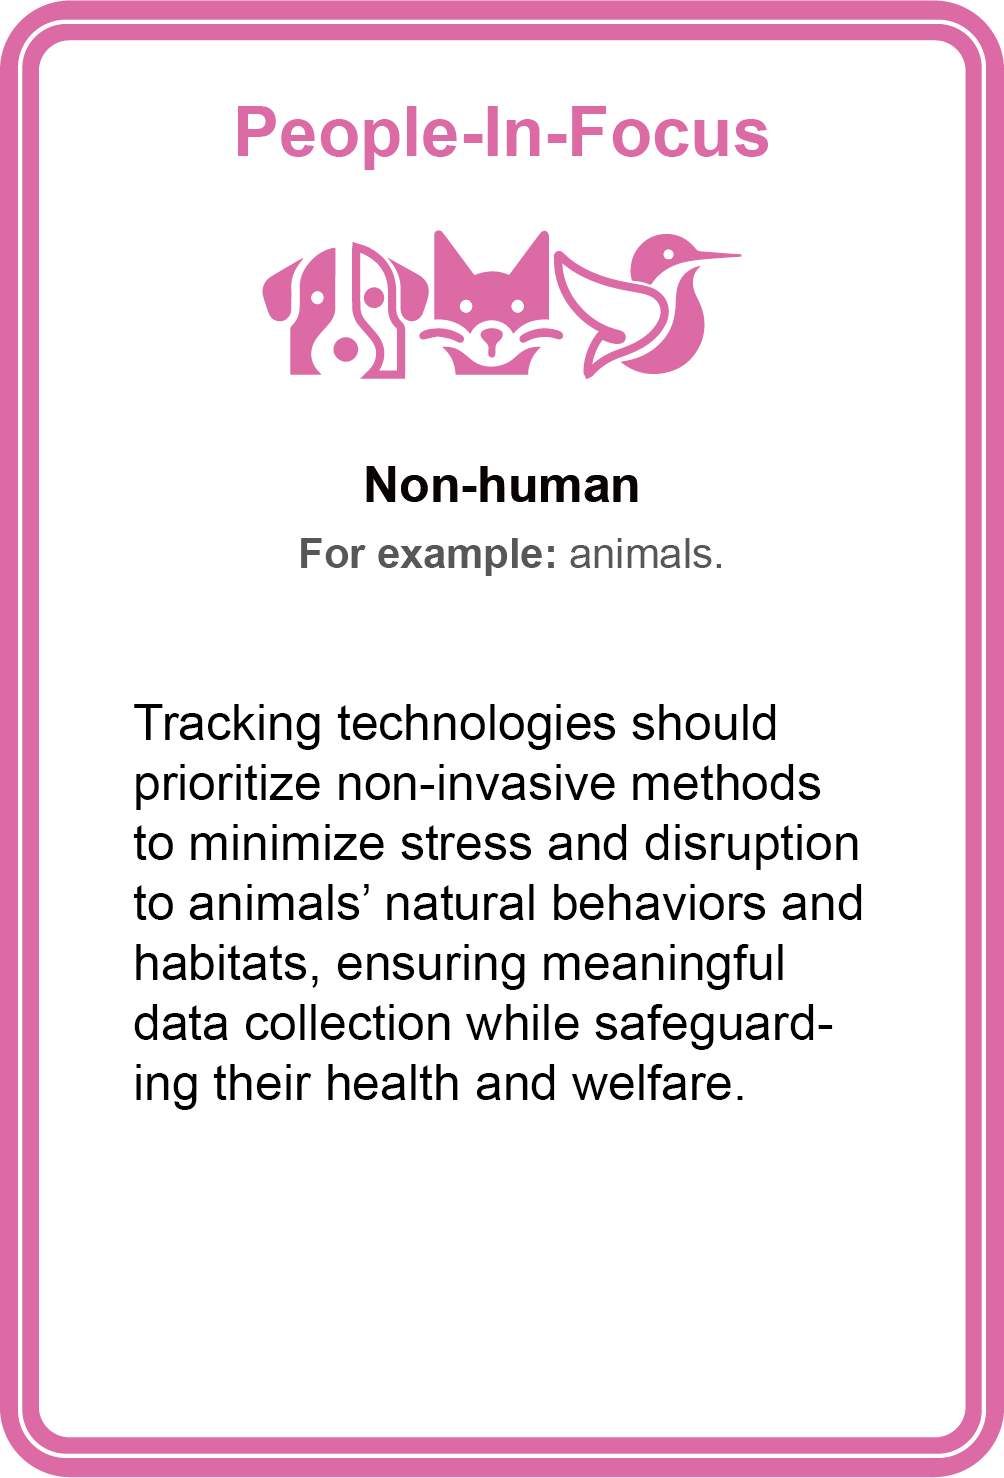 People-In-Focus
Non-human
For example: animals.
Tracking technologies should
prioritize non-invasive methods
to minimize stress and disruption
to animals’ natural behaviors and
habitats, ensuring meaningful
data collection while safeguard-
ing their health and welfare.